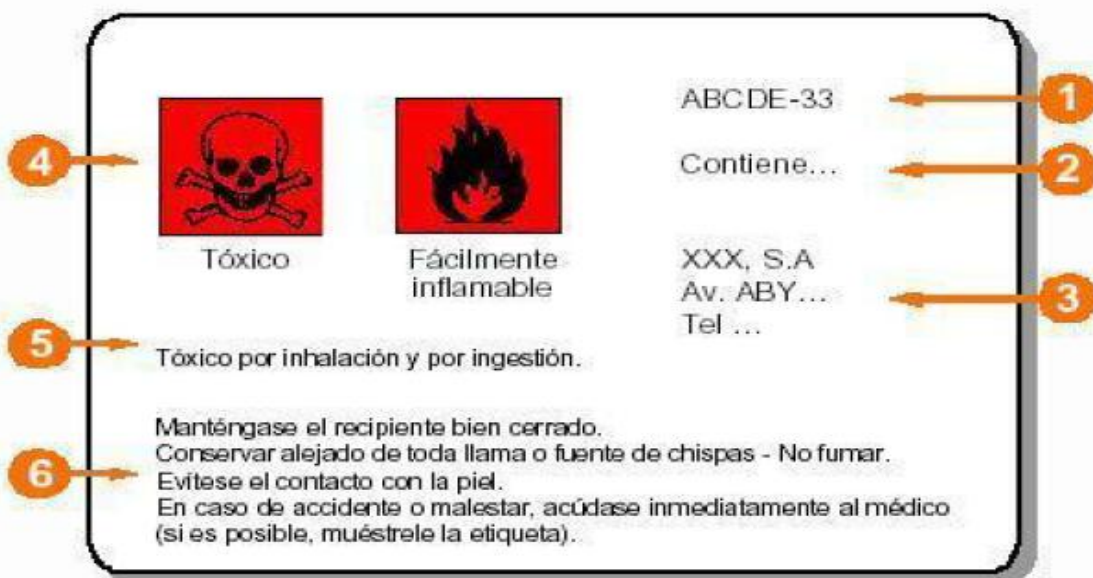 ABCDE-33
1
Contiene...
2
4
Tóxico
Fácilmente
inflamable
XXX, S.A
Av. ABY...
Tel ...
3
5
Tóxico por inhalación y por ingestión.
Manténgase el recipiente bien cerrado.
Conservar alejado de toda llama o fuente de chispas - No fumar.
6
Evítese el contacto con la piel.
En caso de accidente o malestar, acúdase inmediatamente al médico
(si es posible, muéstrele la etiqueta).